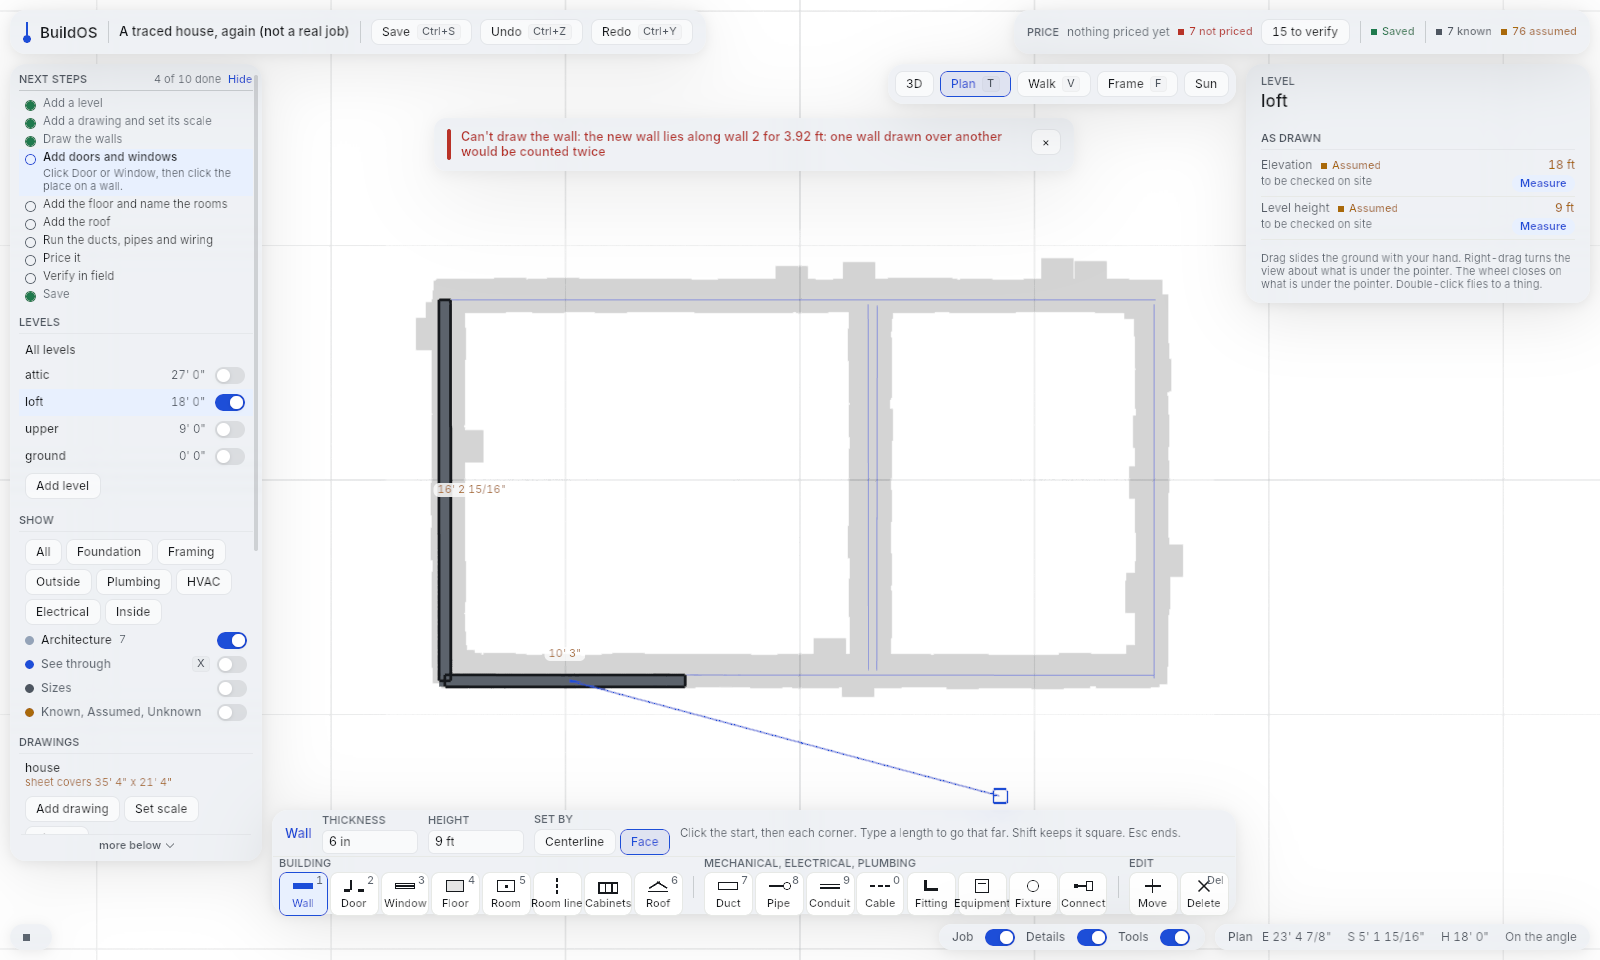 BuildOS
A traced house, again (not a real job)
Save Ctrl+S
Undo Ctrl+Z
Redo Ctrl+Y
PRICE nothing priced yet 7 not priced
15 to verify
Saved
7 known 76 assumed
NEXT STEPS 4 of 10 done Hide
Add a level
Add a drawing and set its scale
Draw the walls
Add doors and windows
Click Door or Window, then click the
place on a wall.
Add the floor and name the rooms
Add the roof
Run the ducts, pipes and wiring
Price it
Verify in field
Save
LEVELS
All levels
attic 27' 0"
loft 18' 0"
upper 9' 0"
ground 0' 0"
Add level
SHOW
All Foundation Framing
Outside Plumbing HVAC
Electrical Inside
Architecture 7
See through X
Sizes
Known, Assumed, Unknown
DRAWINGS
house
sheet covers 35' 4" x 21' 4"
Add drawing Set scale
more below
3D Plan T Walk V Frame F Sun
Can't draw the wall: the new wall lies along wall 2 for 3.92 ft: one wall drawn over another
would be counted twice
×
16' 2 15/16"
10' 3"
LEVEL
loft
AS DRAWN
Elevation Assumed 18 ft
to be checked on site Measure
Level height Assumed 9 ft
to be checked on site Measure
Drag slides the ground with your hand. Right-drag turns the
view about what is under the pointer. The wheel closes on
what is under the pointer. Double-click flies to a thing.
Wall
THICKNESS
6 in
HEIGHT
9 ft
SET BY
Centerline Face
Click the start, then each corner. Type a length to go that far. Shift keeps it square. Esc ends.
BUILDING
Wall 1
Door 2
Window 3
Floor 4
Room 5
Room line
Cabinets
Roof 6
MECHANICAL, ELECTRICAL, PLUMBING
Duct 7
Pipe 8
Conduit 9
Cable 0
Fitting
Equipment
Fixture
Connect
EDIT
Move
Delete Del
Job Details Tools
Plan E 23' 4 7/8" S 5' 1 15/16" H 18' 0" On the angle